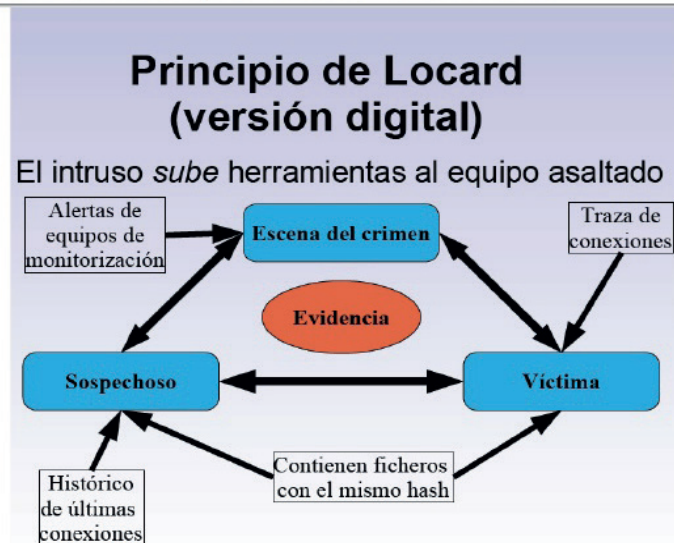 Principio de Locard
(versión digital)
El intruso sube herramientas al equipo asaltado
Alertas de
equipos de
monitorización
Escena del crimen
Traza de
conexiones
Evidencia
Sospechoso
Víctima
Contienen ficheros
con el mismo hash
Histórico
de últimas
conexiones